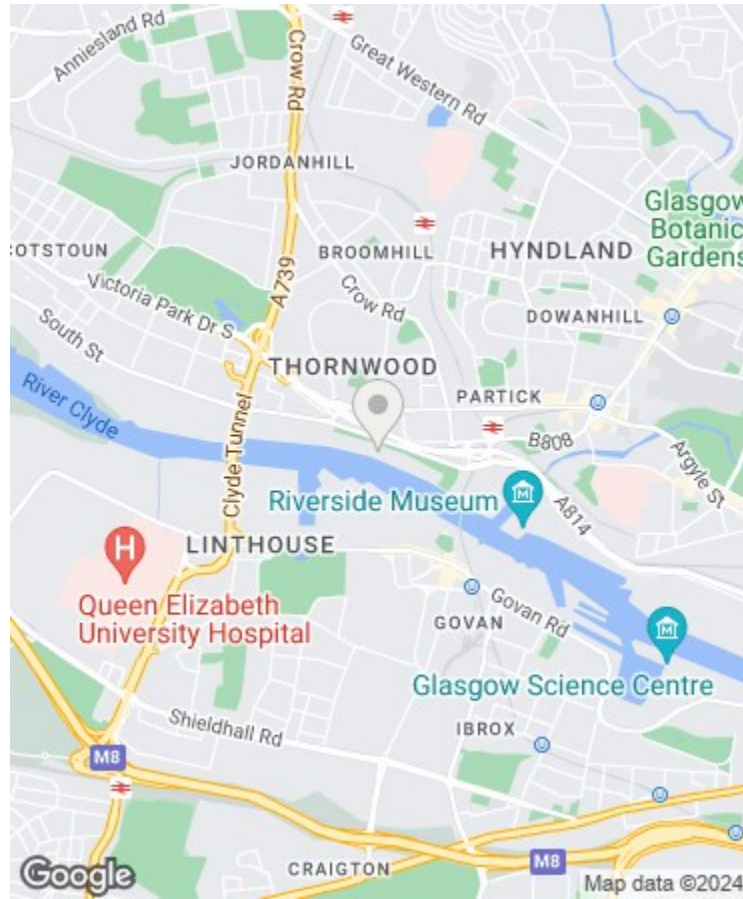 Anniesland Rd
Crow Rd
Great Western Rd
JORDANHILL
Glasgow
Botanic
Gardens
COTSTOUN
BROOMHILL
HYNDLAND
A739
Victoria Park Dr S
Crow Rd
DOWANHILL
South St
THORNWOOD
River Clyde
PARTICK
Clyde Tunnel
B808
Argyle St
Riverside Museum
M
A814
LINTHOUSE
H
Queen Elizabeth
University Hospital
Govan Rd
GOVAN
M
Glasgow Science Centre
Shieldhall Rd
IBROX
M8
M8
CRAIGTON
Google
Map data ©2024